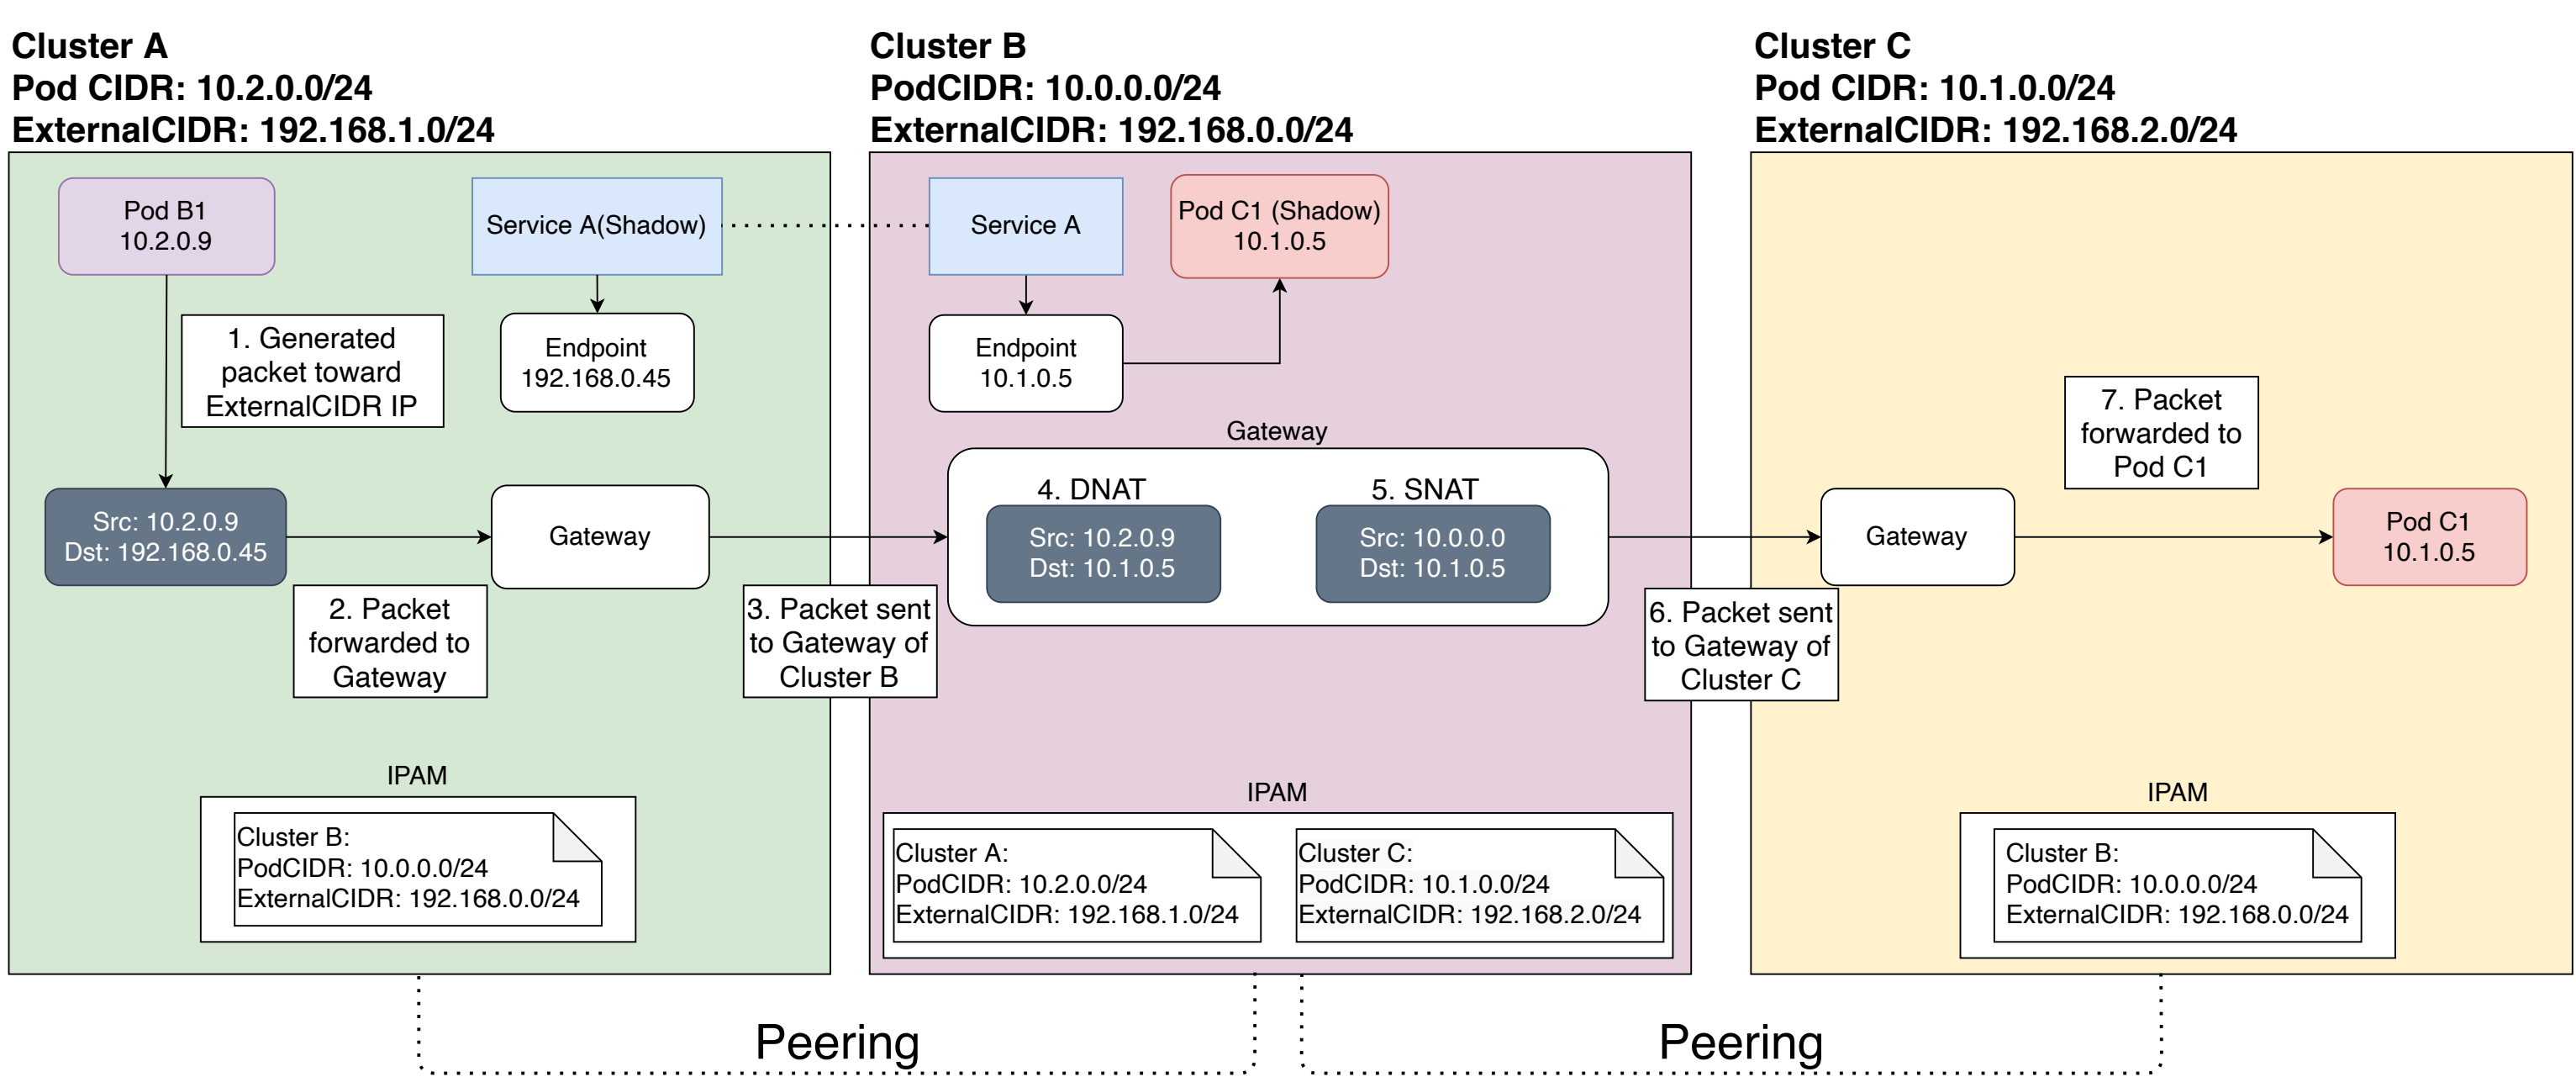 Cluster A
Pod CIDR: 10.2.0.0/24
ExternalCIDR: 192.168.1.0/24
Cluster B
PodCIDR: 10.0.0.0/24
ExternalCIDR: 192.168.0.0/24
Cluster C
Pod CIDR: 10.1.0.0/24
ExternalCIDR: 192.168.2.0/24
Pod B1
10.2.0.9
Service A(Shadow)
1. Generated
packet toward
ExternalCIDR IP
Endpoint
192.168.0.45
Src: 10.2.0.9
Dst: 192.168.0.45
Gateway
2. Packet
forwarded to
Gateway
3. Packet sent
to Gateway of
Cluster B
IPAM
Cluster B:
PodCIDR: 10.0.0.0/24
ExternalCIDR: 192.168.0.0/24
Service A
Pod C1 (Shadow)
10.1.0.5
Endpoint
10.1.0.5
Gateway
4. DNAT
Src: 10.2.0.9
Dst: 10.1.0.5
5. SNAT
Src: 10.0.0.0
Dst: 10.1.0.5
6. Packet sent
to Gateway of
Cluster C
IPAM
Cluster A:
PodCIDR: 10.2.0.0/24
ExternalCIDR: 192.168.1.0/24
Cluster C:
PodCIDR: 10.1.0.0/24
ExternalCIDR: 192.168.2.0/24
7. Packet
forwarded to
Pod C1
Gateway
Pod C1
10.1.0.5
IPAM
Cluster B:
PodCIDR: 10.0.0.0/24
ExternalCIDR: 192.168.0.0/24
Peering
Peering